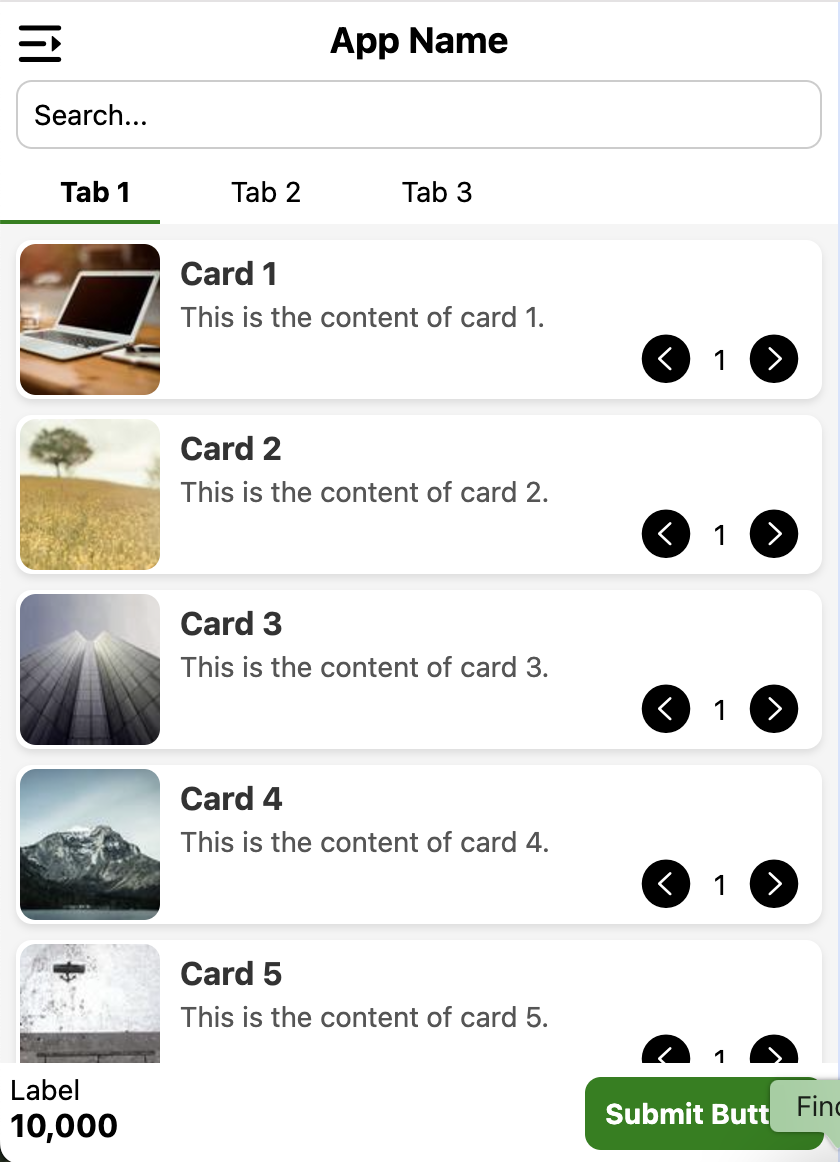 App Name
Search...
Tab 1 Tab 2 Tab 3
Card 1
This is the content of card 1.
1
Card 2
This is the content of card 2.
1
Card 3
This is the content of card 3.
1
Card 4
This is the content of card 4.
1
Card 5
This is the content of card 5.
1
Label
10,000
Submit Butt